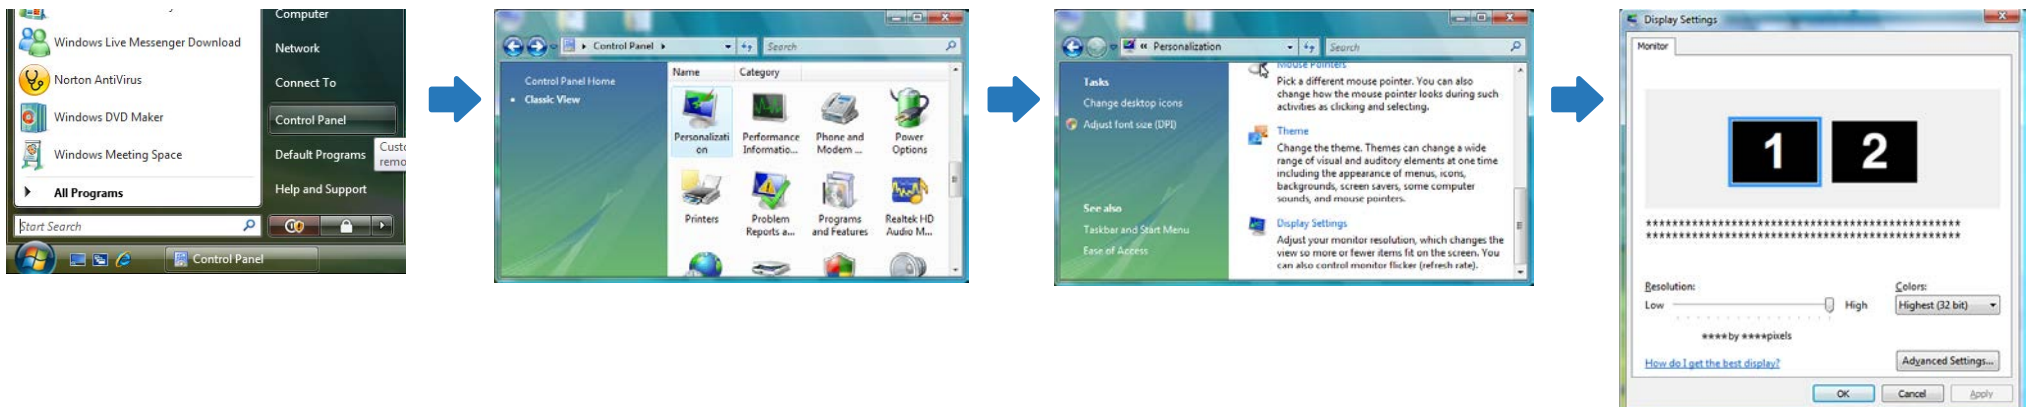 Computer
Windows Live Messenger Download
Network
Norton AntiVirus
Connect To
Windows DVD Maker
Control Panel
Windows Meeting Space
Default Programs
Custo
remo
All Programs
Help and Support
Start Search
Control Panel
Control Panel
Search
Control Panel Home
Classic View
Name Category
Personalizati
on
Performance
Informatio...
Phone and
Modem ...
Power
Options
Printers
Problem
Reports a...
Programs
and Features
Realtek HD
Audio M...
« Personalization
Search
Tasks
Change desktop icons
Adjust font size (DPI)
See also
Taskbar and Start Menu
Ease of Access
Mouse Pointers
Pick a different mouse pointer. You can also
change how the mouse pointer looks during such
activities as clicking and selecting.
Theme
Change the theme. Themes can change a wide
range of visual and auditory elements at one time
including the appearance of menus, icons,
backgrounds, screen savers, some computer
sounds, and mouse pointers.
Display Settings
Adjust your monitor resolution, which changes the
view so more or fewer items fit on the screen. You
can also control monitor flicker (refresh rate).
Display Settings
Monitor
1 2
***********************************************
***********************************************
Resolution:
Low High
****by ****pixels
Colors:
Highest (32 bit)
How do I get the best display?
Advanced Settings...
OK Cancel Apply